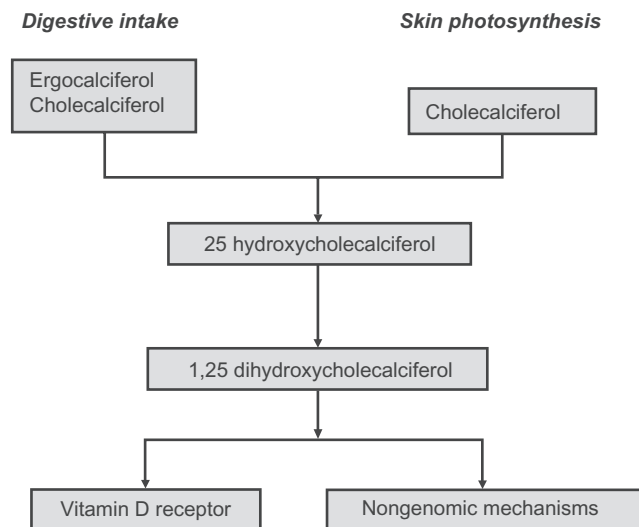 Digestive intake
Skin photosynthesis
Ergocalciferol
Cholecalciferol
Cholecalciferol
25 hydroxycholecalciferol
1,25 dihydroxycholecalciferol
Vitamin D receptor
Nongenomic mechanisms